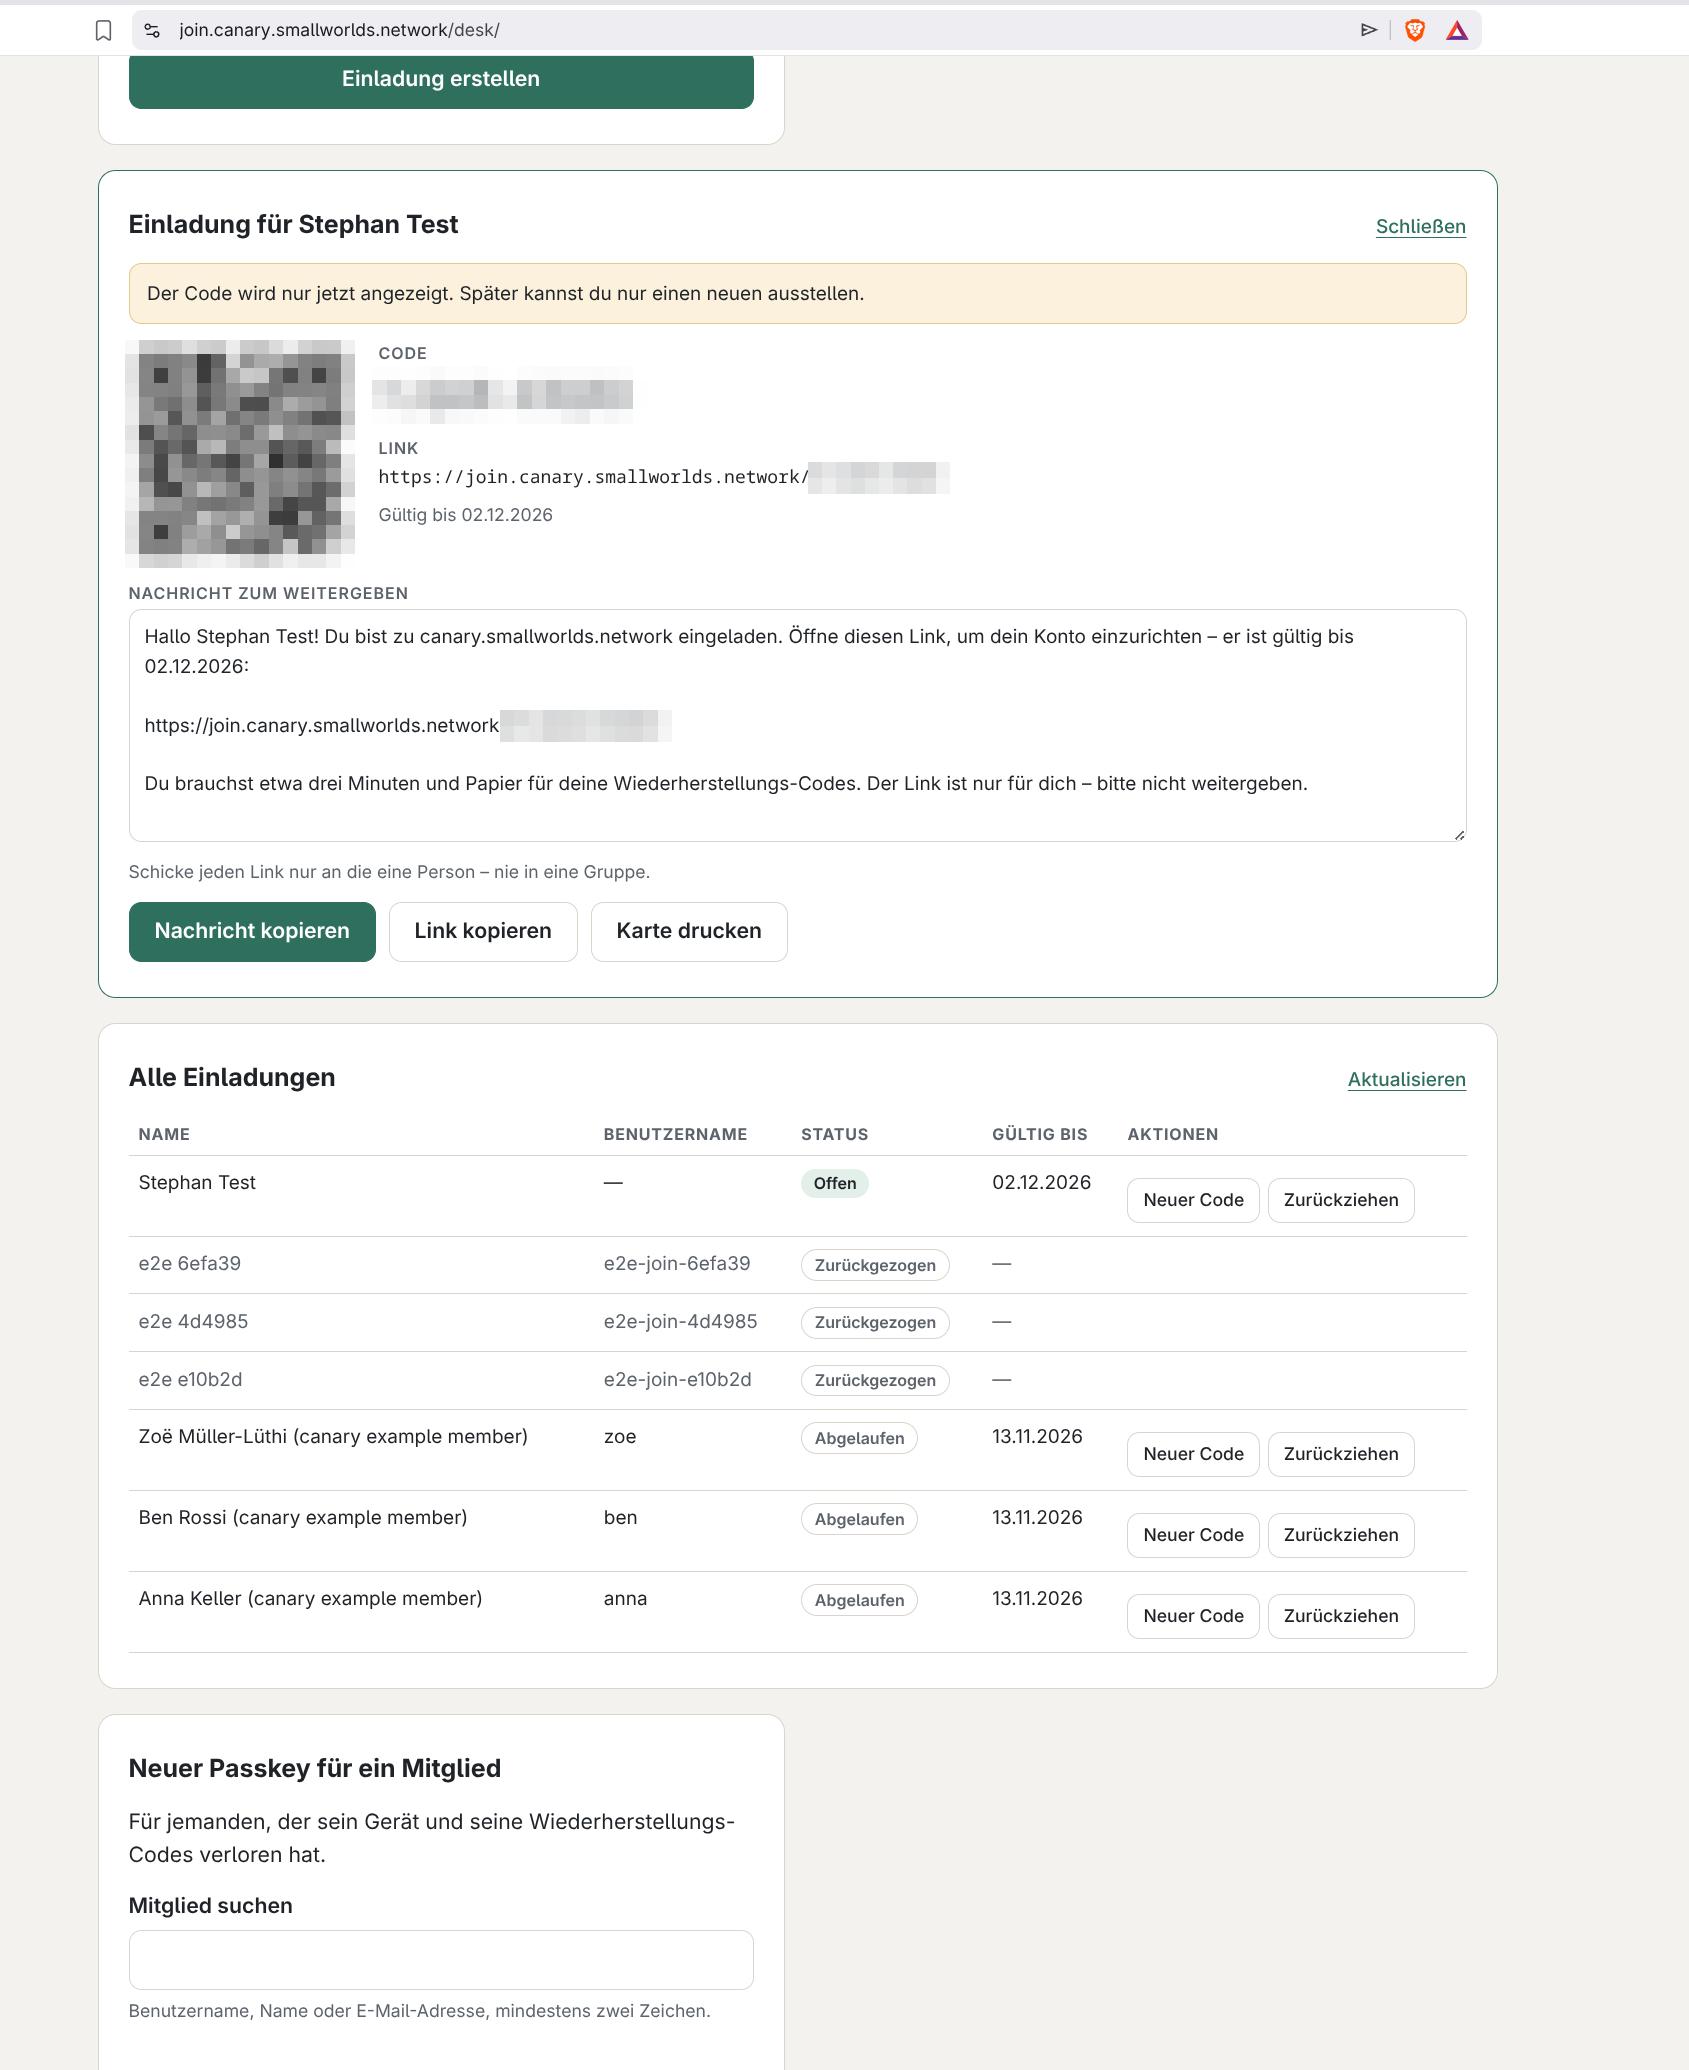 join.canary.smallworlds.network/desk/
Einladung erstellen
Einladung für Stephan Test
Schließen
Der Code wird nur jetzt angezeigt. Später kannst du nur einen neuen ausstellen.
CODE
LINK
https://join.canary.smallworlds.network/
Gültig bis 02.12.2026
NACHRICHT ZUM WEITERGEBEN
Hallo Stephan Test! Du bist zu canary.smallworlds.network eingeladen. Öffne diesen Link, um dein Konto einzurichten – er ist gültig bis
02.12.2026:
https://join.canary.smallworlds.network
Du brauchst etwa drei Minuten und Papier für deine Wiederherstellungs-Codes. Der Link ist nur für dich – bitte nicht weitergeben.
Schicke jeden Link nur an die eine Person – nie in eine Gruppe.
Nachricht kopieren Link kopieren Karte drucken
Alle Einladungen
Aktualisieren
NAME BENUTZERNAME STATUS GÜLTIG BIS AKTIONEN
Stephan Test — Offen 02.12.2026 Neuer Code Zurückziehen
e2e 6efa39 e2e-join-6efa39 Zurückgezogen —
e2e 4d4985 e2e-join-4d4985 Zurückgezogen —
e2e e10b2d e2e-join-e10b2d Zurückgezogen —
Zoë Müller-Lüthi (canary example member) zoe Abgelaufen 13.11.2026 Neuer Code Zurückziehen
Ben Rossi (canary example member) ben Abgelaufen 13.11.2026 Neuer Code Zurückziehen
Anna Keller (canary example member) anna Abgelaufen 13.11.2026 Neuer Code Zurückziehen
Neuer Passkey für ein Mitglied
Für jemanden, der sein Gerät und seine Wiederherstellungs-
Codes verloren hat.
Mitglied suchen
Benutzername, Name oder E-Mail-Adresse, mindestens zwei Zeichen.